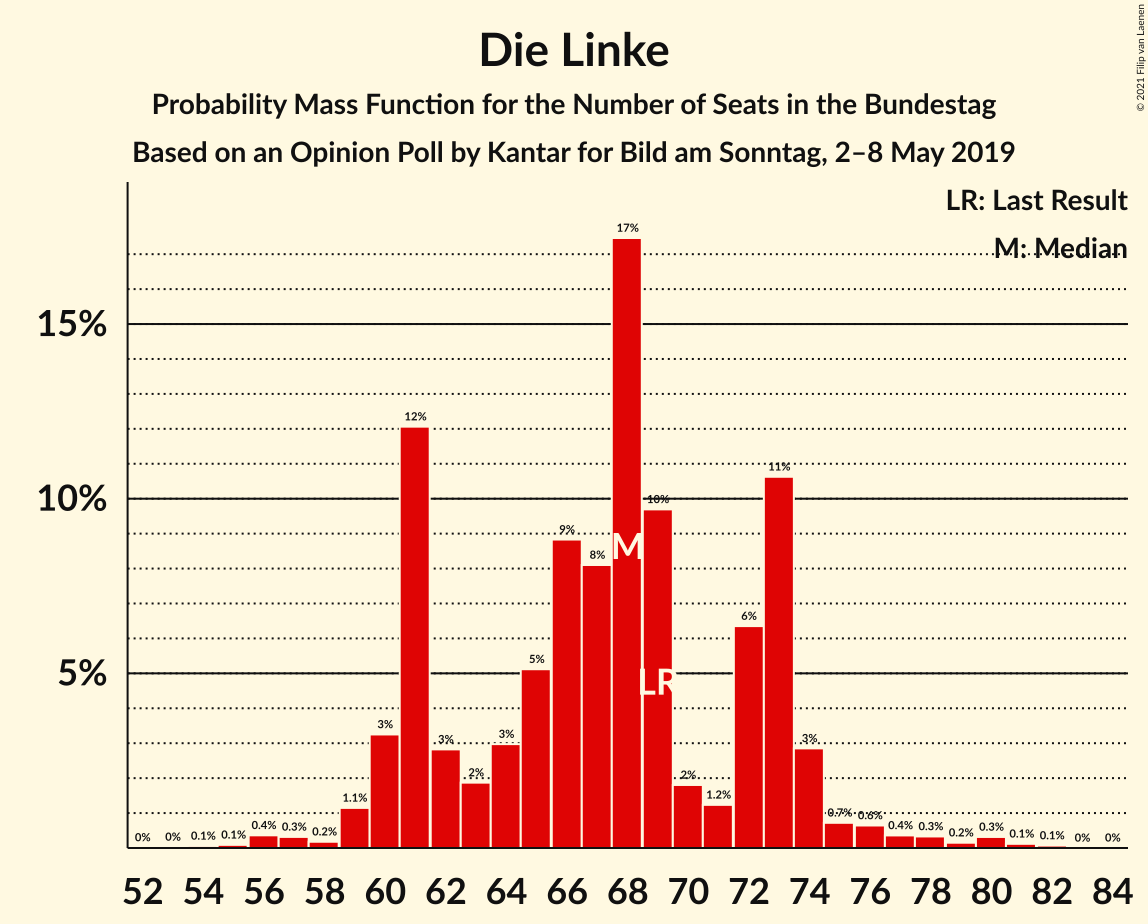 Die Linke
Probability Mass Function for the Number of Seats in the Bundestag
Based on an Opinion Poll by Kantar for Bild am Sonntag, 2–8 May 2019
© 2021 Filip van Laenen
LR: Last Result
M: Median
15%
10%
5%
0% 0% 0.1% 0.1% 0.4% 0.3% 0.2% 1.1% 3% 12% 3% 2% 3% 5% 9% 8% 17% 10% 2% 1.2% 6% 11% 3% 0.7% 0.6% 0.4% 0.3% 0.2% 0.3% 0.1% 0.1% 0% 0%
M
LR
52 54 56 58 60 62 64 66 68 70 72 74 76 78 80 82 84